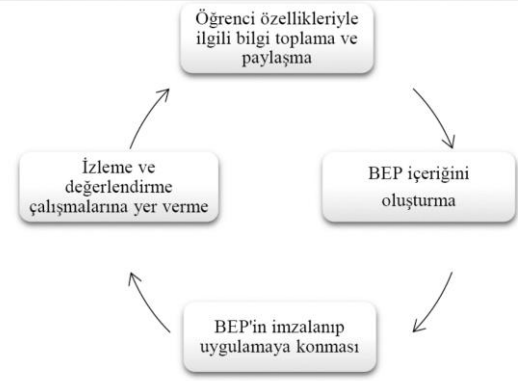 Öğrenci özellikleriyle
ilgili bilgi toplama ve
paylaşma
BEP içeriğini
oluşturma
BEP'in imzalanıp
uygulamaya konması
İzleme ve
değerlendirme
çalışmalarına yer verme